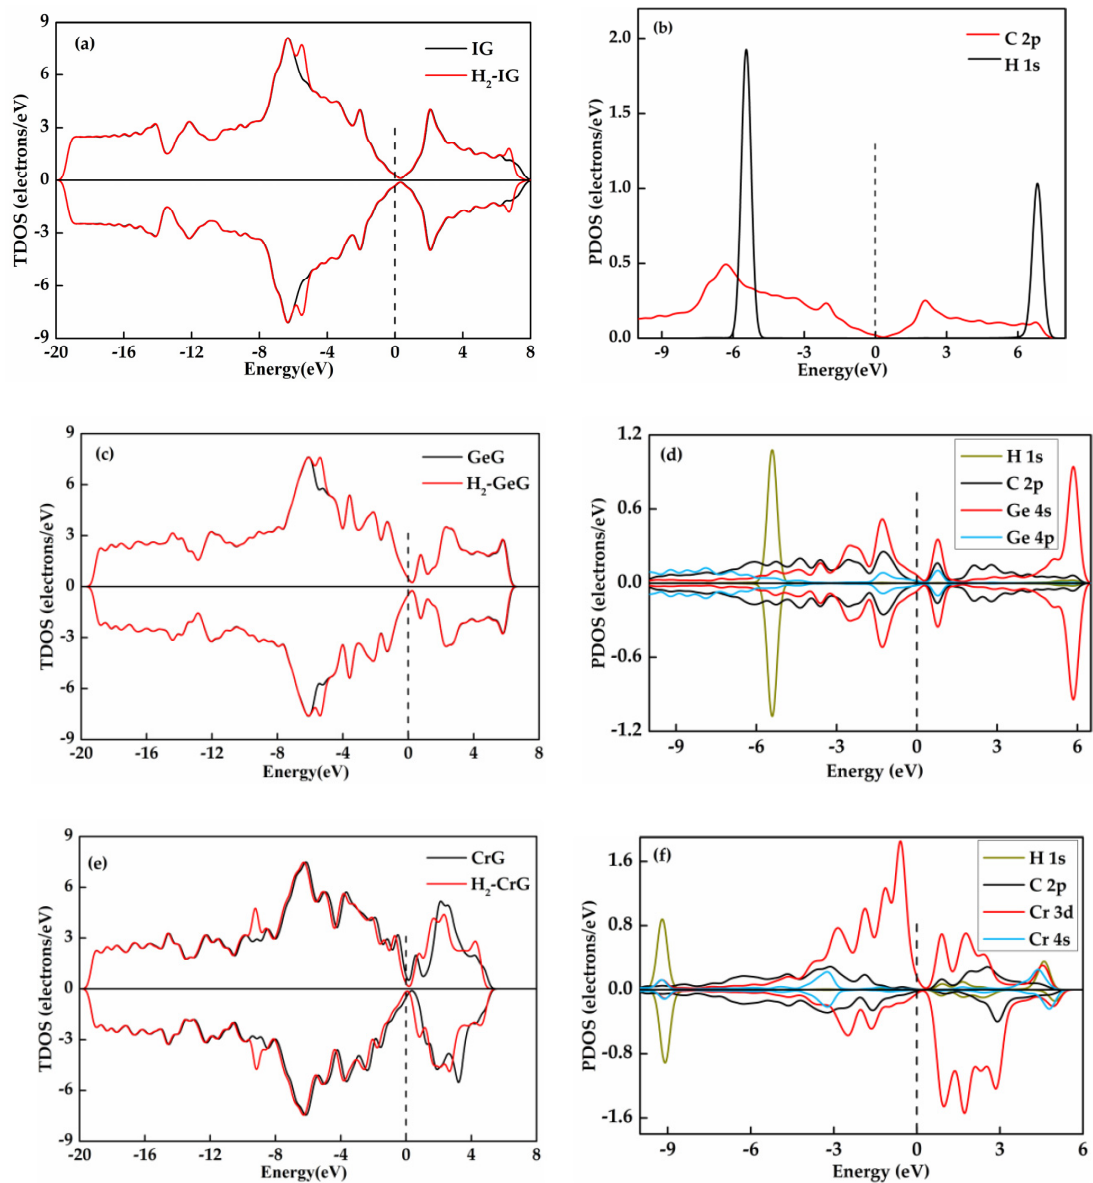 (a)
IG
H2-IG
TDOS (electrons/eV)
9
6
3
0
-3
-6
-9
-20 -16 -12 -8 -4 0 4 8
Energy(eV)
(b)
C 2p
H 1s
PDOS (electrons/eV)
2.0
1.5
1.0
0.5
0.0
-9 -6 -3 0 3 6
Energy(eV)
(c)
GeG
H2-GeG
TDOS (electrons/eV)
9
6
3
0
-3
-6
-9
-20 -16 -12 -8 -4 0 4 8
Energy(eV)
(d)
H 1s
C 2p
Ge 4s
Ge 4p
PDOS (electrons/eV)
1.2
0.6
0.0
-0.6
-1.2
-9 -6 -3 0 3 6
Energy (eV)
(e)
CrG
H2-CrG
TDOS (electrons/eV)
9
6
3
0
-3
-6
-9
-20 -16 -12 -8 -4 0 4 8
Energy(eV)
(f)
H 1s
C 2p
Cr 3d
Cr 4s
PDOS (electrons/eV)
1.6
0.8
0.0
-0.8
-1.6
-9 -6 -3 0 3 6
Energy (eV)